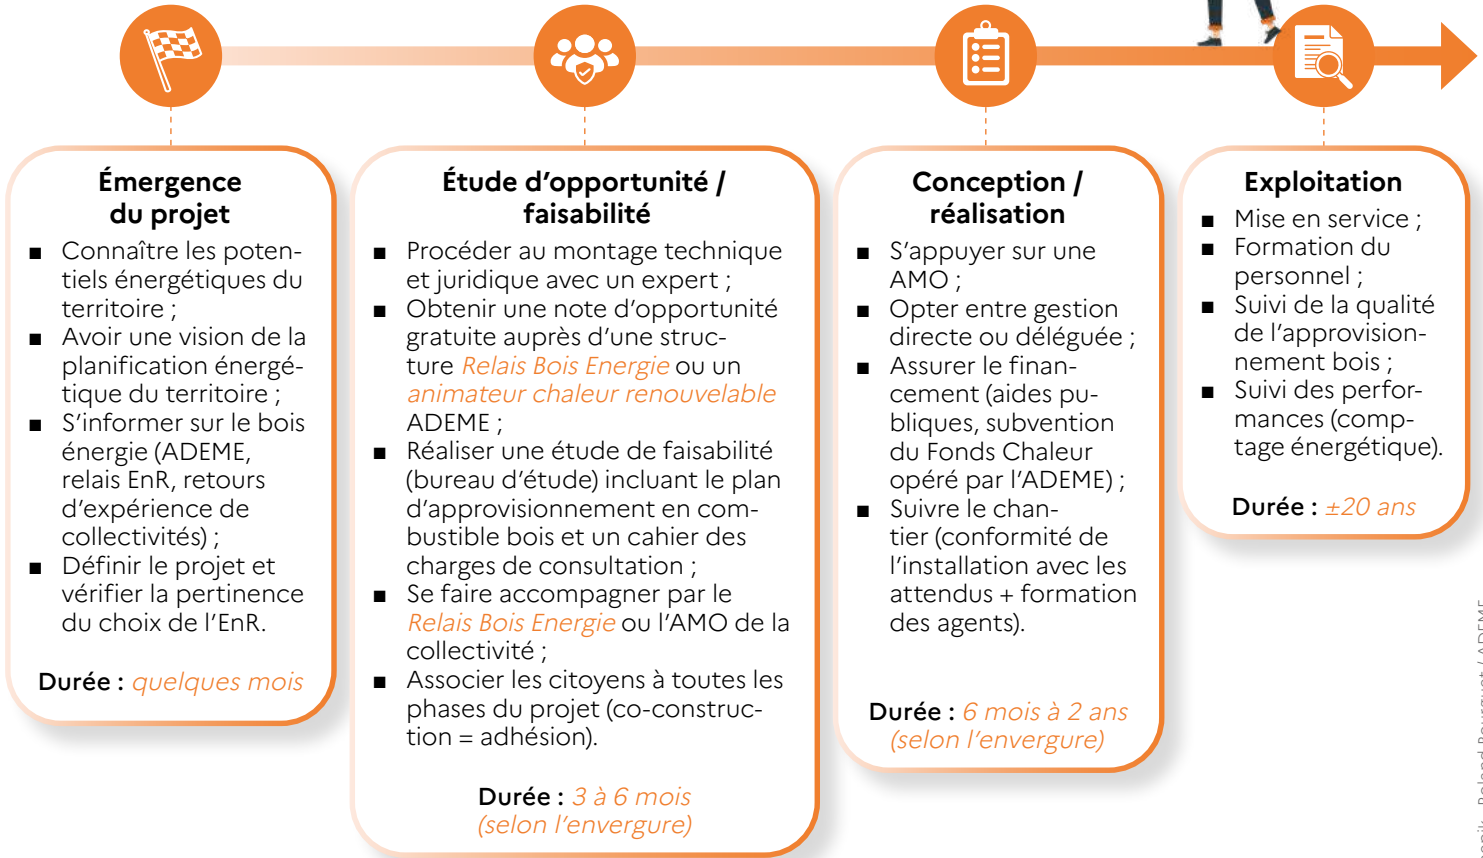 Émergence
du projet
■ Connaître les poten-
tiels énergétiques du
territoire ;
■ Avoir une vision de la
planification énergé-
tique du territoire ;
■ S'informer sur le bois
énergie (ADEME,
relais EnR, retours
d'expérience de
collectivités) ;
■ Définir le projet et
vérifier la pertinence
du choix de l'EnR.
Durée : quelques mois
Étude d'opportunité /
faisabilité
■ Procéder au montage technique
et juridique avec un expert ;
■ Obtenir une note d'opportunité
gratuite auprès d'une struc-
ture Relais Bois Energie ou un
animateur chaleur renouvelable
ADEME ;
■ Réaliser une étude de faisabilité
(bureau d'étude) incluant le plan
d'approvisionnement en com-
bustible bois et un cahier des
charges de consultation ;
■ Se faire accompagner par le
Relais Bois Energie ou l'AMO de la
collectivité ;
■ Associer les citoyens à toutes les
phases du projet (co-construc-
tion = adhésion).
Durée : 3 à 6 mois
(selon l'envergure)
Conception /
réalisation
■ S'appuyer sur une
AMO ;
■ Opter entre gestion
directe ou déléguée ;
■ Assurer le finan-
cement (aides pu-
bliques, subvention
du Fonds Chaleur
opéré par l'ADEME) ;
■ Suivre le chan-
tier (conformité de
l'installation avec les
attendus + formation
des agents).
Durée : 6 mois à 2 ans
(selon l'envergure)
Exploitation
■ Mise en service ;
■ Formation du
personnel ;
■ Suivi de la qualité
de l'approvision-
nement bois ;
■ Suivi des perfor-
mances (comp-
tage énergétique).
Durée : ±20 ans
Roland Bourguet / ADEME